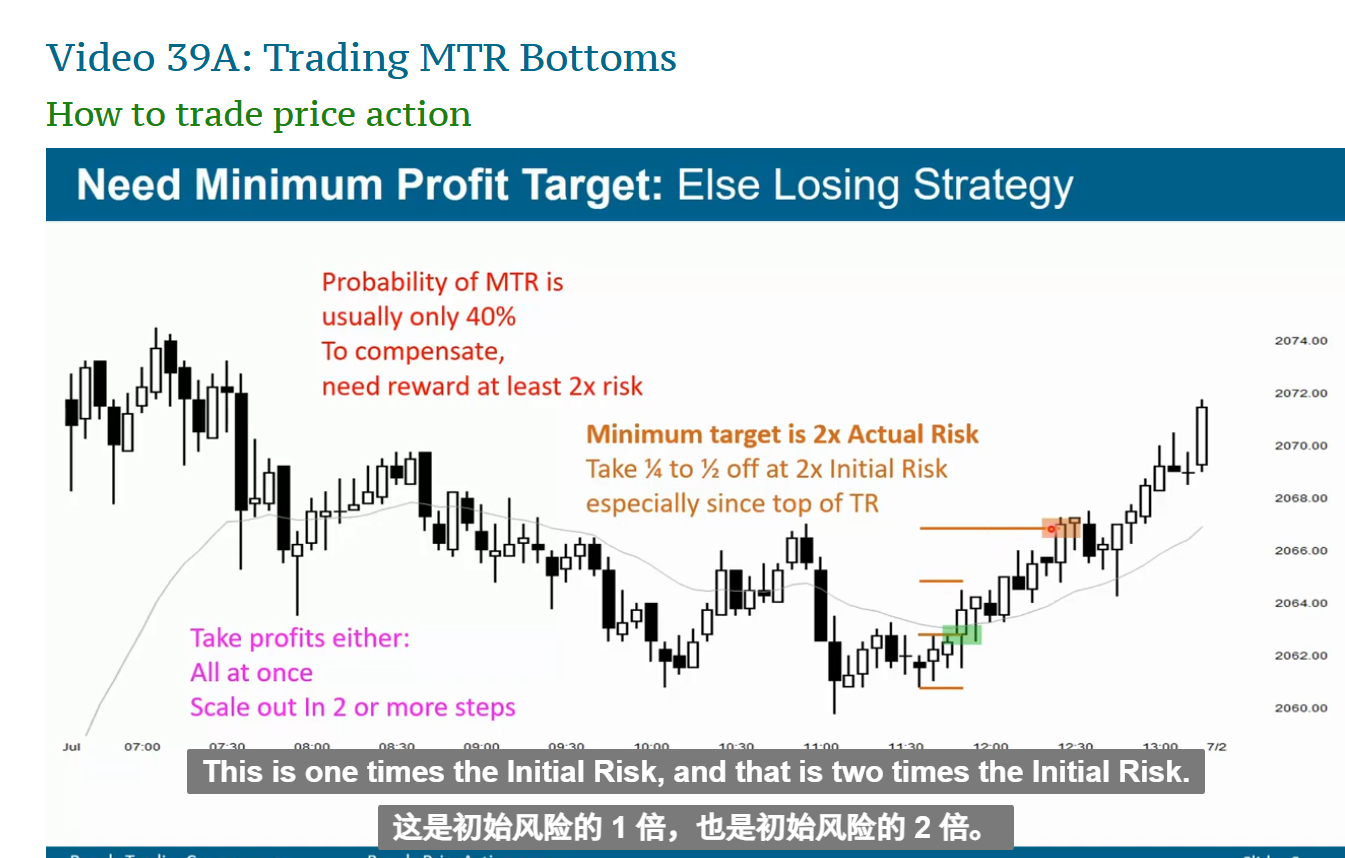 Video 39A: Trading MTR Bottoms
How to trade price action
Need Minimum Profit Target: Else Losing Strategy
Probability of MTR is
usually only 40%
To compensate,
need reward at least 2x risk
Minimum target is 2x Actual Risk
Take ¼ to ½ off at 2x Initial Risk
especially since top of TR
Take profits either:
All at once
Scale out In 2 or more steps
2074.00
2072.00
2070.00
2068.00
2066.00
2064.00
2062.00
2060.00
Jul 07:00 07:30 08:00 08:30 09:00 09:30 10:00 10:30 11:00 11:30 12:00 12:30 13:00 7/2
This is one times the Initial Risk, and that is two times the Initial Risk.
这是初始风险的 1 倍，也是初始风险的 2 倍。